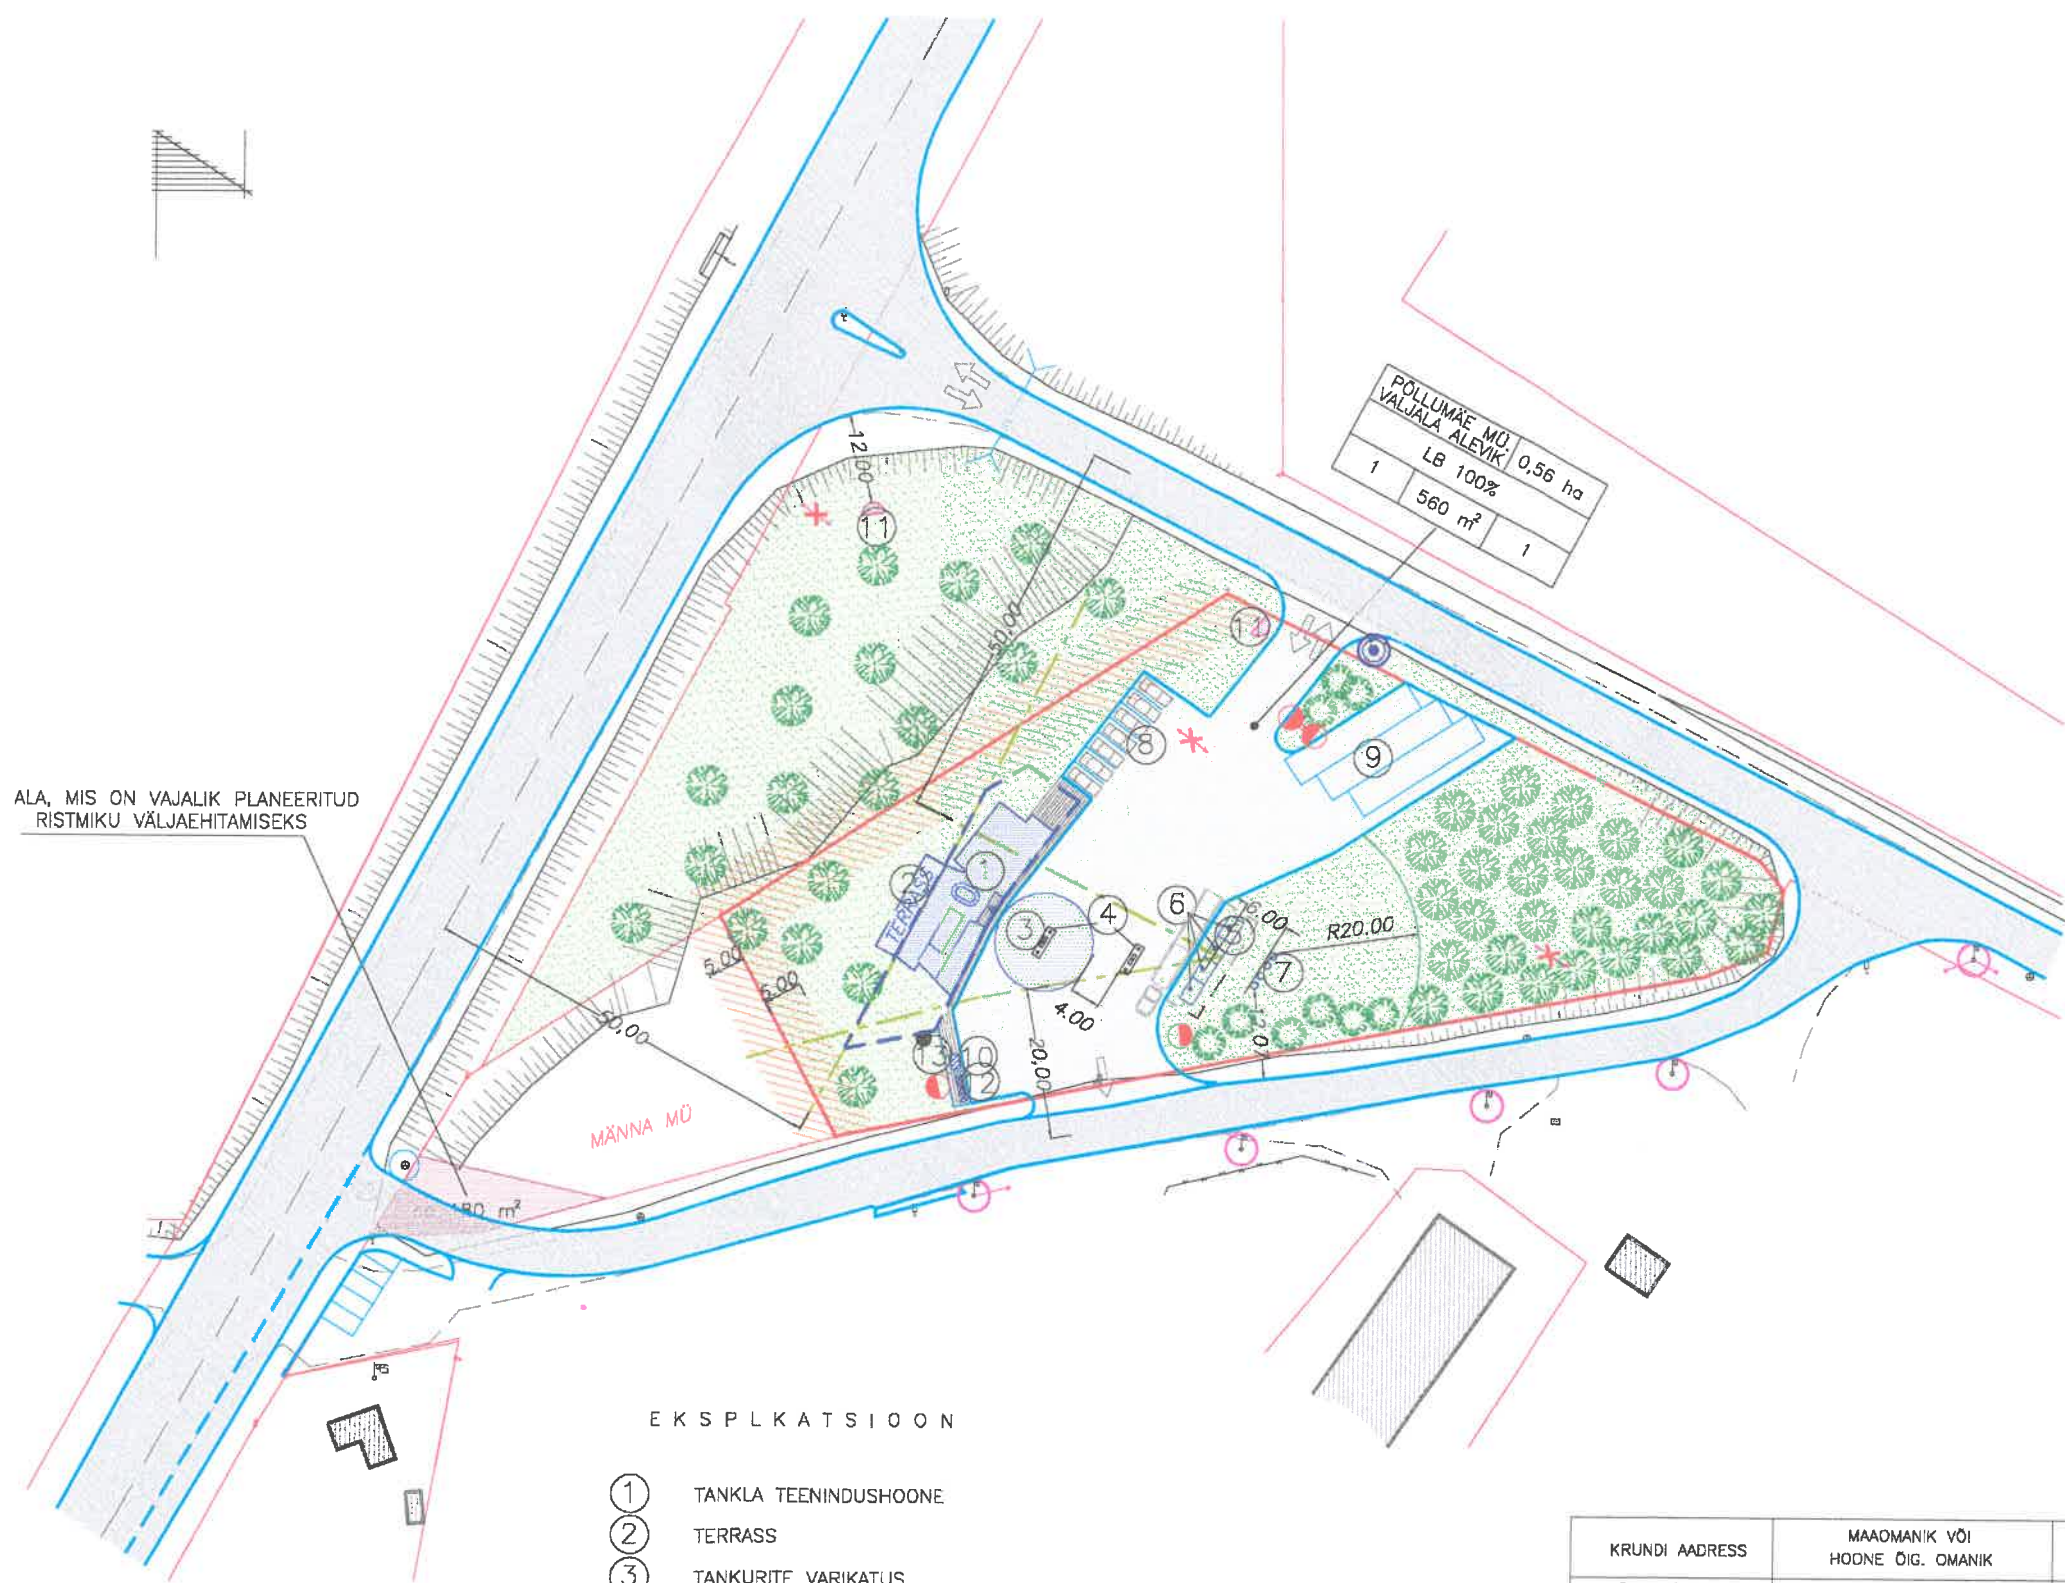 PÕLLUMÄE MÜ.
VALJALA ALEVIK
0,56 ha
LB 100%
1
560 m²
1
12.00
11
50,00
11
8
9
ALA, MIS ON VAJALIK PLANEERITUD
RISTMIKU VÄLJAEHITAMISEKS
1
2
TERRASS
3
4
6
6.00
R20.00
7
5.00
5.00
50,00
4.00
20,00
13
10
12
12.01
MÄNNA MÜ
180 m²
EKSPLKATSIOON
1 TANKLA TEENINDUSHOONE
2 TERRASS
3 TANKURITE VARIKATUS
KRUNDI AADRESS
MAAOMANIK VÕI
HOONE ÕIG. OMANIK